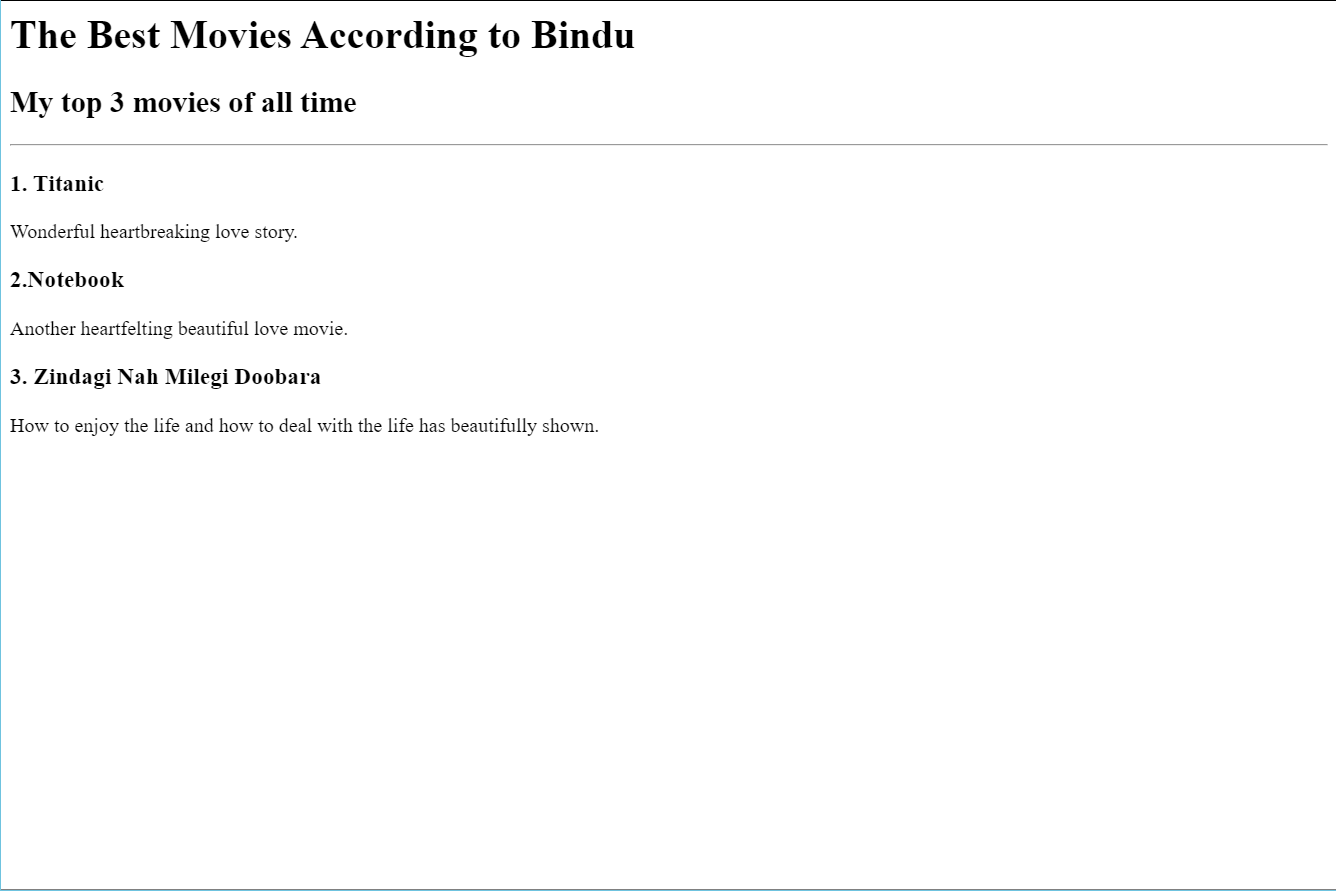 The Best Movies According to Bindu
My top 3 movies of all time
1. Titanic
Wonderful heartbreaking love story.
2.Notebook
Another heartfelting beautiful love movie.
3. Zindagi Nah Milegi Doobara
How to enjoy the life and how to deal with the life has beautifully shown.